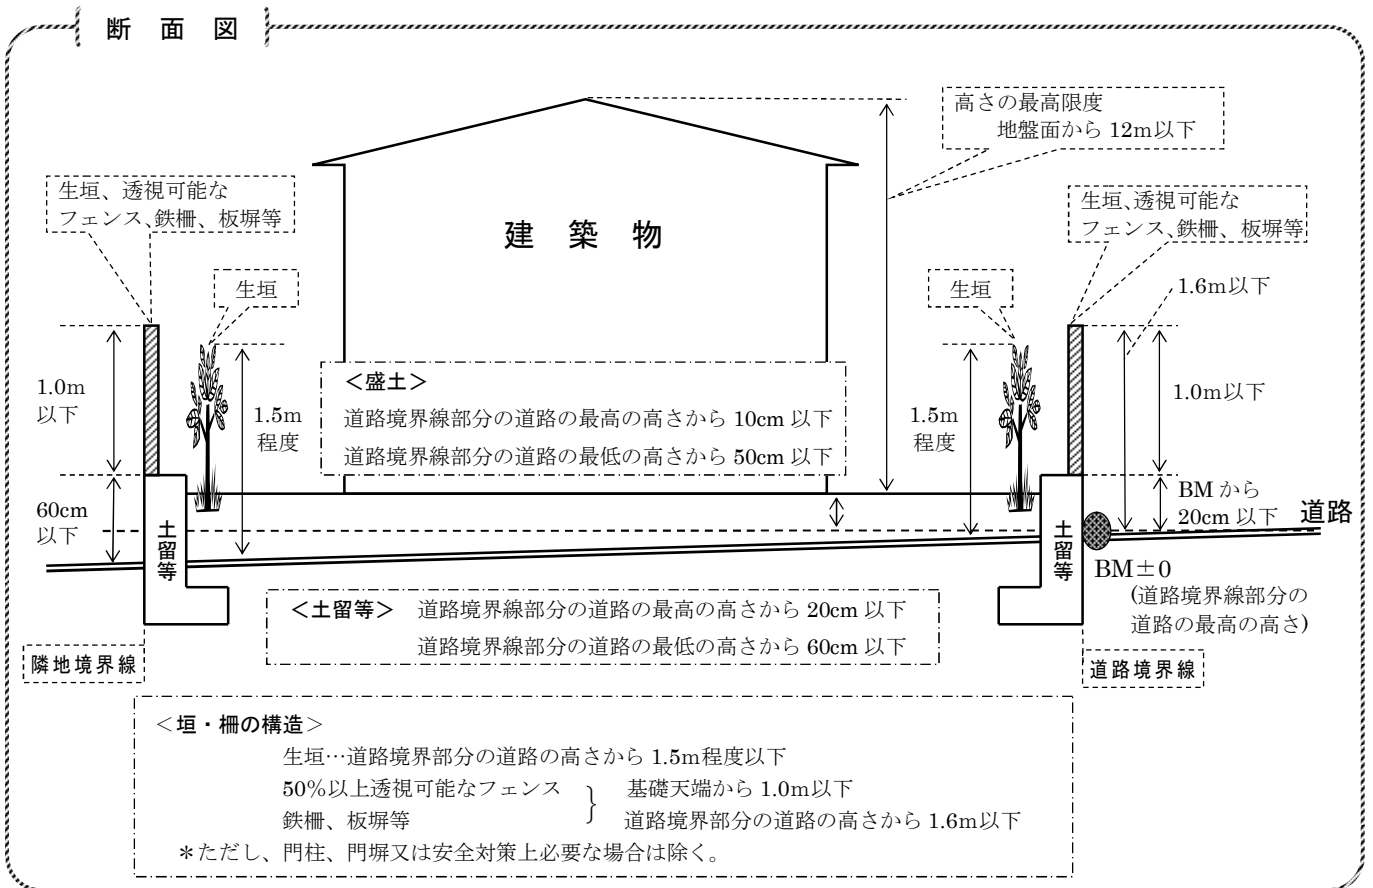 断 面 図
高さの最高限度
地盤面から 12m以下
生垣、透視可能な
フェンス、鉄柵、板塀等
生垣、透視可能な
フェンス、鉄柵、板塀等
建 築 物
生垣
生垣
1.6m以下
1.0m
以下
1.5m
程度
<盛土>
道路境界線部分の道路の最高の高さから 10cm 以下
道路境界線部分の道路の最低の高さから 50cm 以下
1.5m
程度
1.0m以下
60cm
以下
BM から
20cm 以下
道路
土留等
土留等
BM±0
(道路境界線部分の
道路の最高の高さ)
<土留等> 道路境界線部分の道路の最高の高さから 20cm 以下
道路境界線部分の道路の最低の高さから 60cm 以下
隣地境界線
道路境界線
<垣・柵の構造>
生垣…道路境界部分の道路の高さから 1.5m程度以下
50%以上透視可能なフェンス } 基礎天端から 1.0m以下
鉄柵、板塀等 道路境界部分の道路の高さから 1.6m以下
*ただし、門柱、門塀又は安全対策上必要な場合は除く。